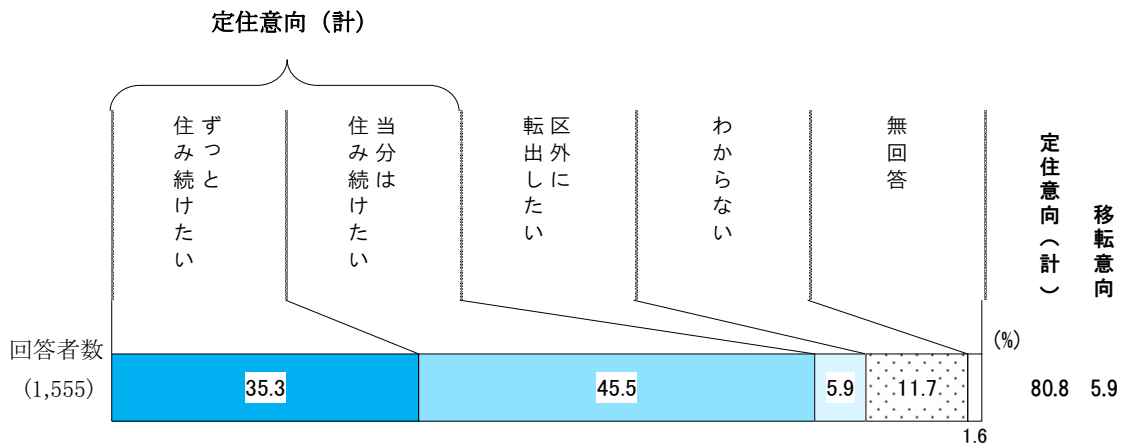 定住意向（計）
ずっと
住み続けたい
当分は
住み続けたい
区外に
転出したい
わからない
無回答
定住意向（計）
移転意向
(%)
回答者数
(1,555)
35.3
45.5
5.9
11.7
1.6
80.8
5.9